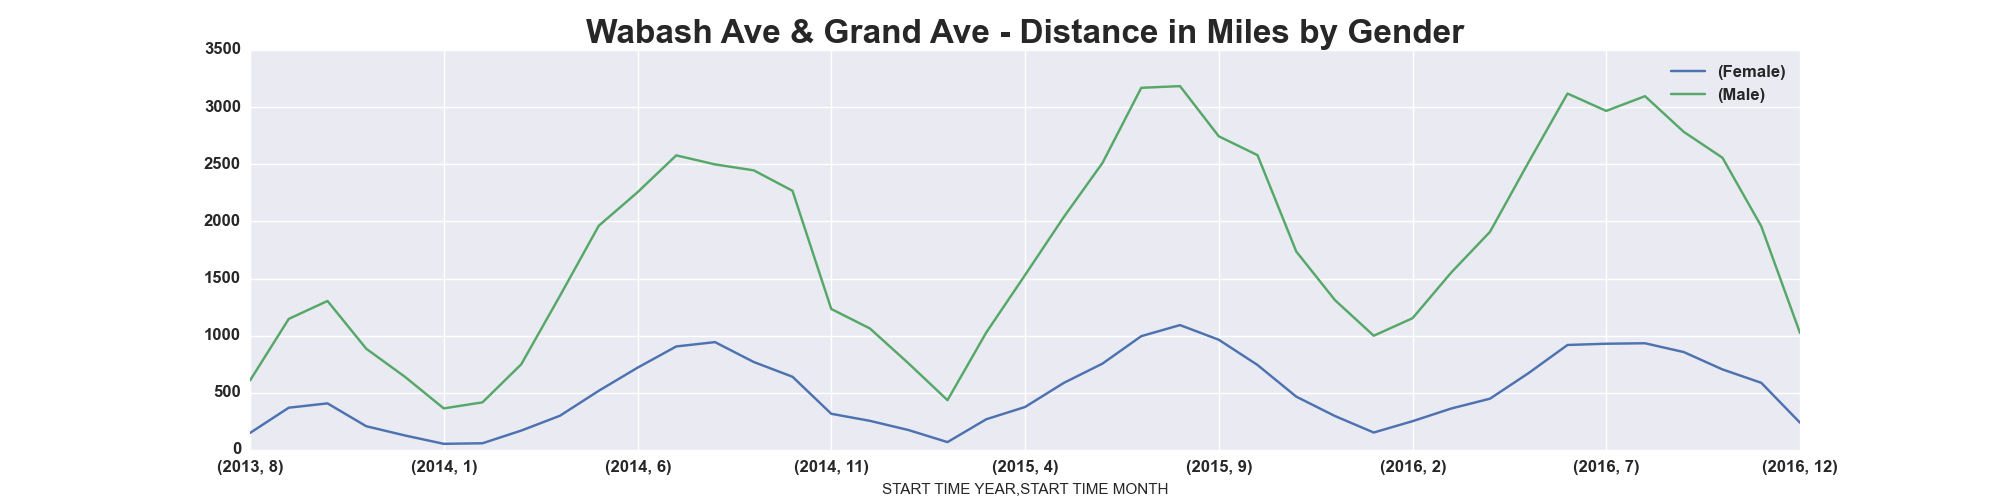 Wabash Ave & Grand Ave - Distance in Miles by Gender
3500
3000
2500
2000
1500
1000
500
0
(Female)
(Male)
(2013, 8) (2014, 1) (2014, 6) (2014, 11) (2015, 4) (2015, 9) (2016, 2) (2016, 7) (2016, 12)
START TIME YEAR,START TIME MONTH